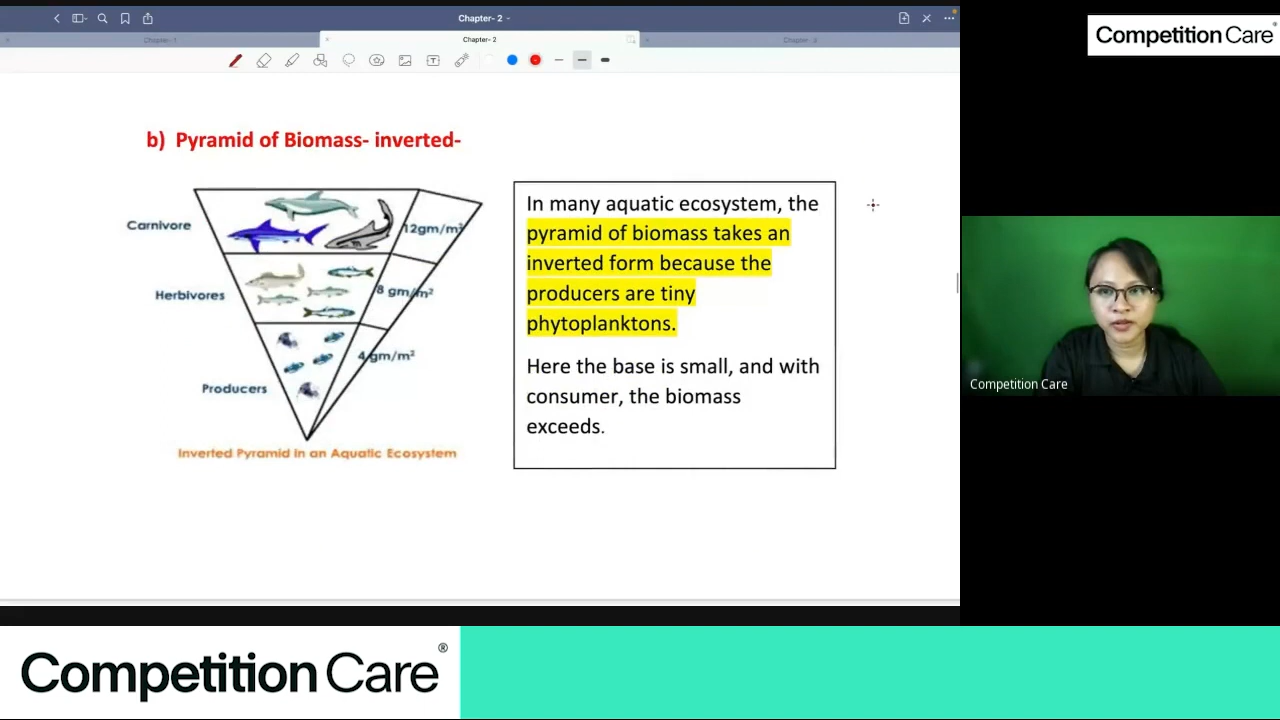 Chapter- 2
Chapter- 1
Chapter- 2
Competition Care
b) Pyramid of Biomass- inverted-
Carnivore
12gm/m²
Herbivores
8 gm/m²
Producers
4gm/m²
Inverted Pyramid in an Aquatic Ecosystem
In many aquatic ecosystem, the
pyramid of biomass takes an
inverted form because the
producers are tiny
phytoplanktons.
Here the base is small, and with
consumer, the biomass
exceeds.
Competition Care
Competition Care®